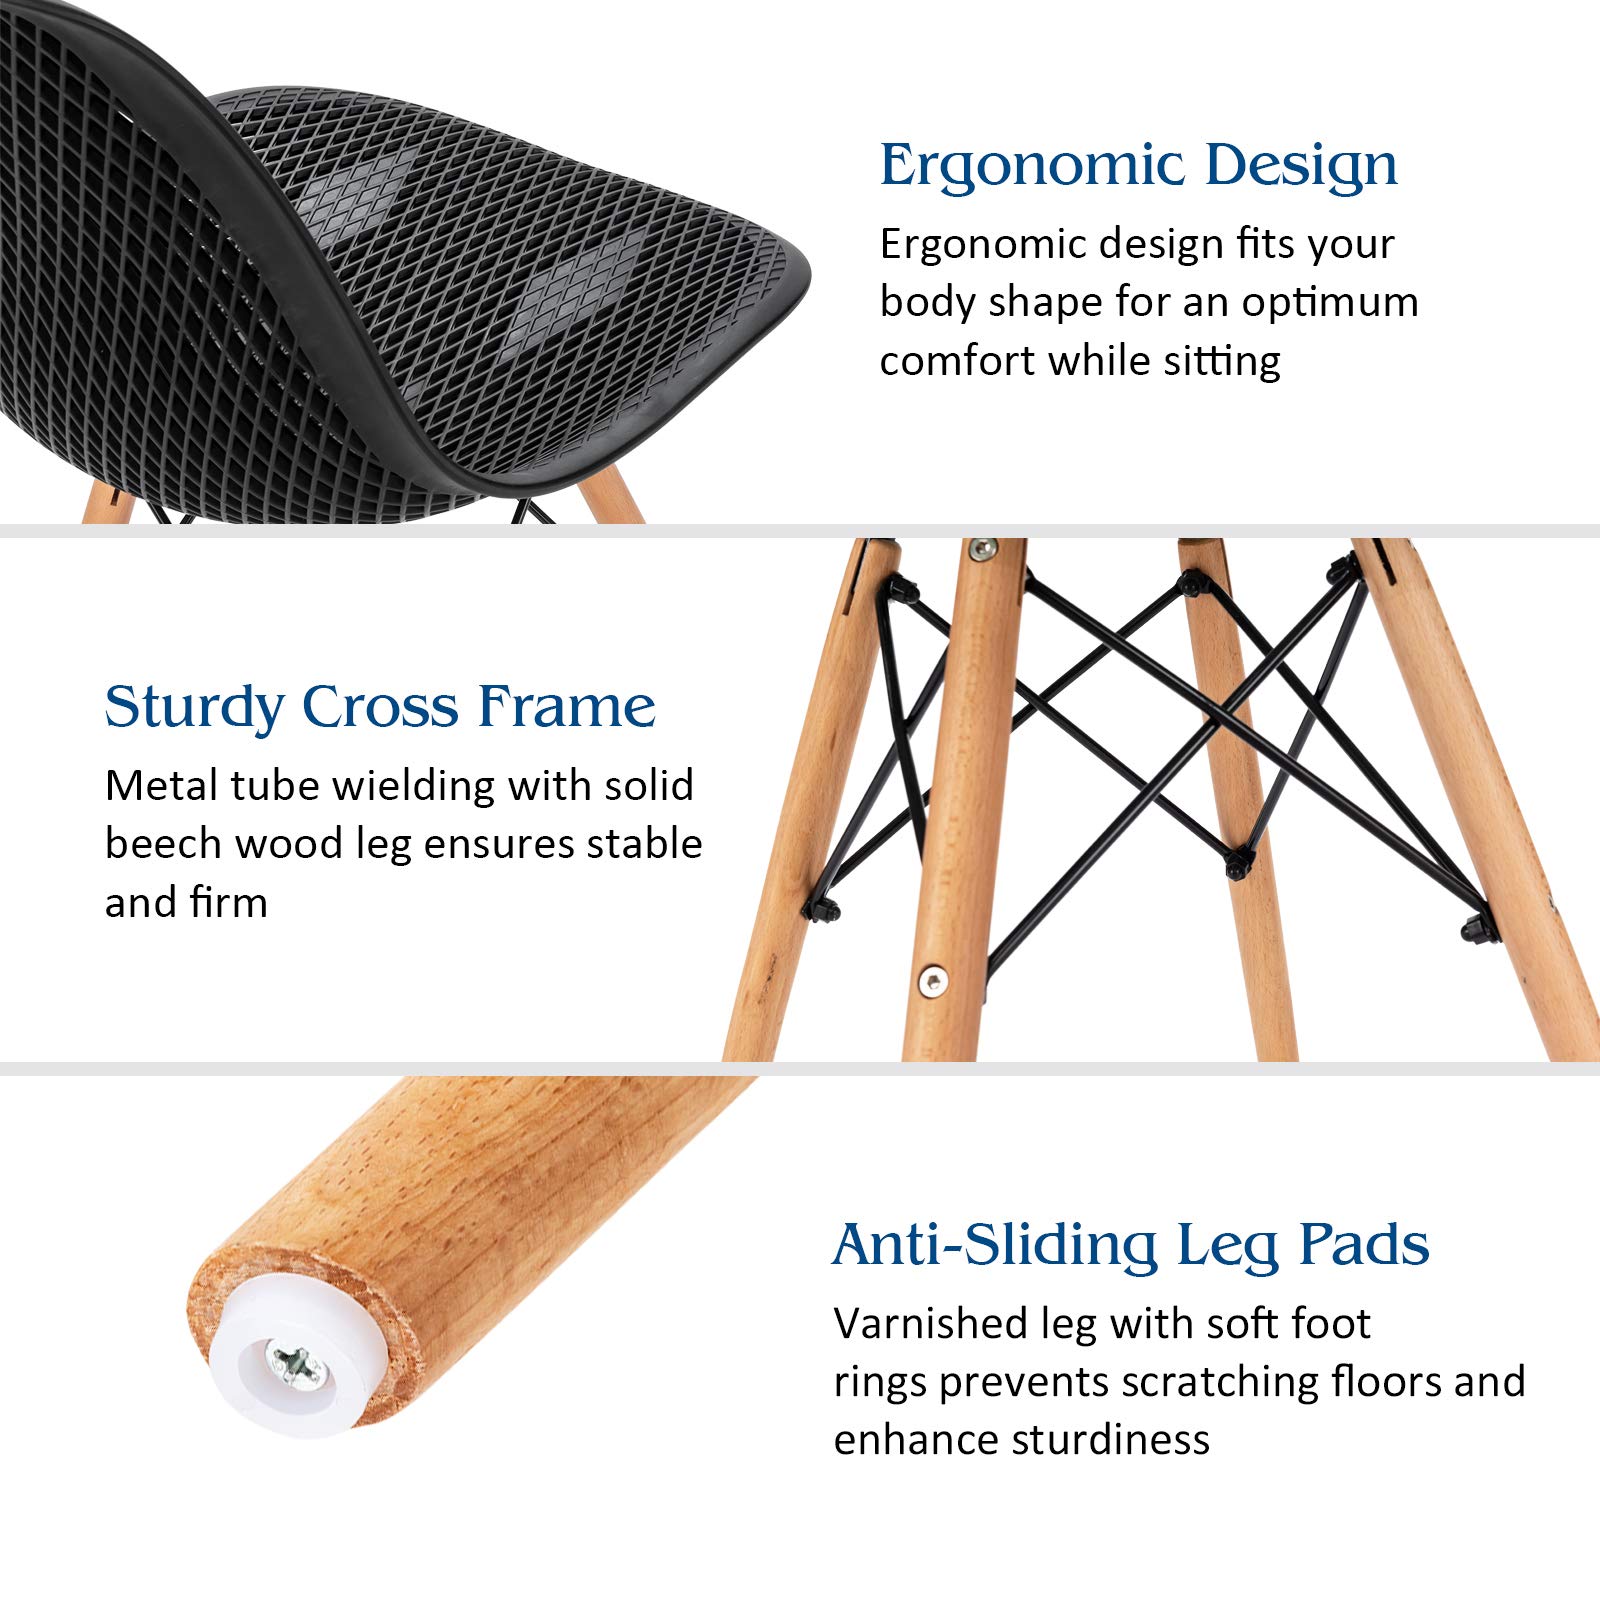 Ergonomic Design
Ergonomic design fits your
body shape for an optimum
comfort while sitting
Sturdy Cross Frame
Metal tube wielding with solid
beech wood leg ensures stable
and firm
Anti-Sliding Leg Pads
Varnished leg with soft foot
rings prevents scratching floors and
enhance sturdiness